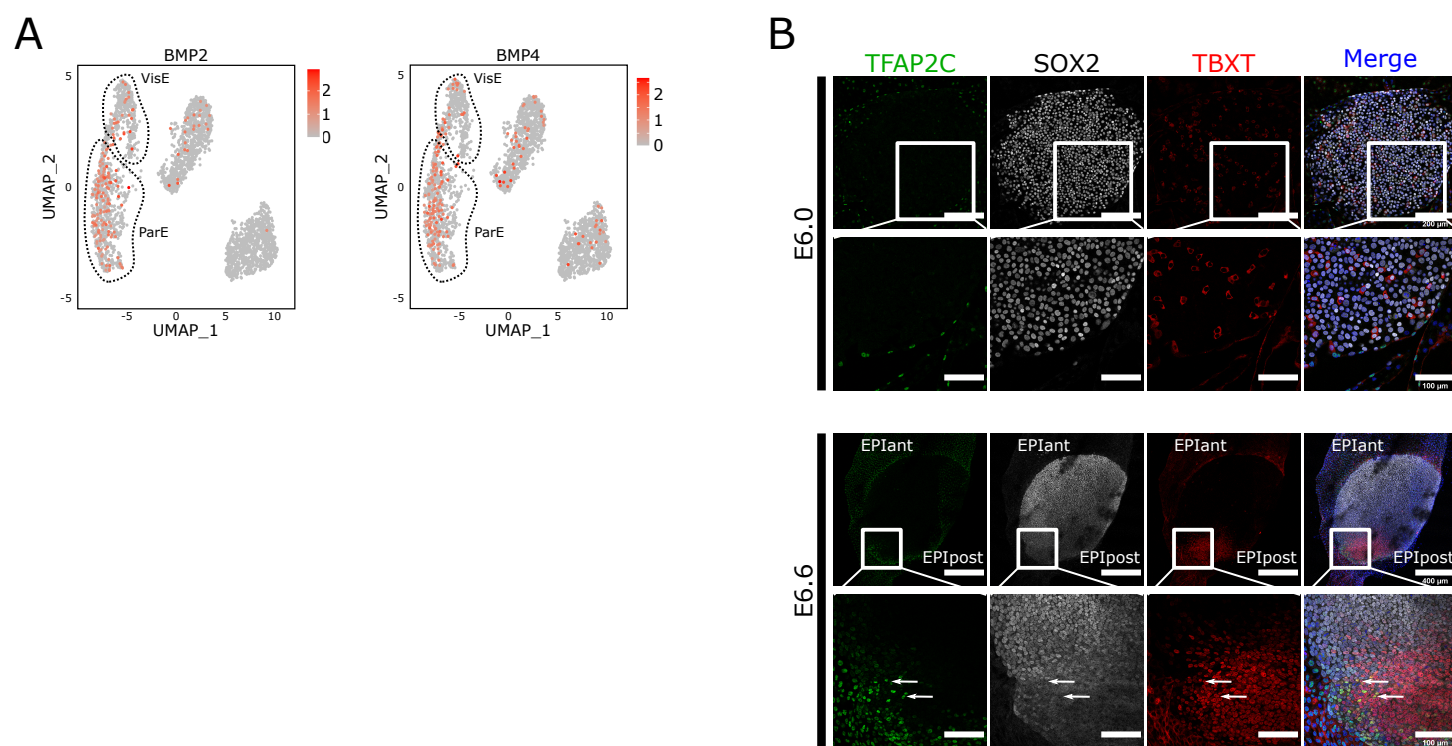 A
BMP2
BMP4
5
VisE
2
1
0
0
ParE
-5
-5
0
5
10
UMAP_1
UMAP_2
5
VisE
2
1
0
0
ParE
-5
-5
0
5
10
UMAP_1
UMAP_2
B
TFAP2C
SOX2
TBXT
Merge
E6.0
200 µm
100 µm
E6.6
EPIant
EPIant
EPIant
EPIant
EPIpost
EPIpost
EPIpost
EPIpost
400 µm
100 µm